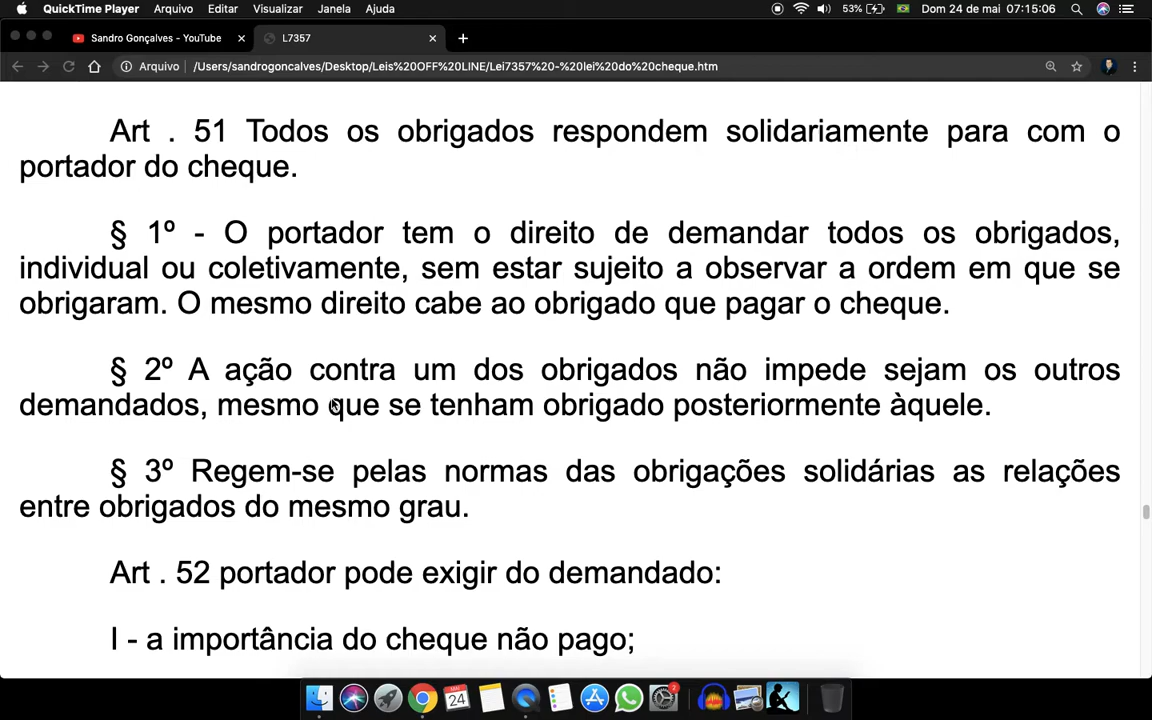 QuickTime Player Arquivo Editar Visualizar Janela Ajuda 53% Dom 24 de mai 07:15:06
Sandro Gonçalves - YouTube L7357
Arquivo /Users/sandrogoncalves/Desktop/Leis%20OFF%20LINE/Lei7357%20-%20lei%20do%20cheque.htm
Art . 51 Todos os obrigados respondem solidariamente para com o
portador do cheque.
§ 1º - O portador tem o direito de demandar todos os obrigados,
individual ou coletivamente, sem estar sujeito a observar a ordem em que se
obrigaram. O mesmo direito cabe ao obrigado que pagar o cheque.
§ 2º A ação contra um dos obrigados não impede sejam os outros
demandados, mesmo que se tenham obrigado posteriormente àquele.
§ 3º Regem-se pelas normas das obrigações solidárias as relações
entre obrigados do mesmo grau.
Art . 52 portador pode exigir do demandado:
I - a importância do cheque não pago;
MAI
24
2